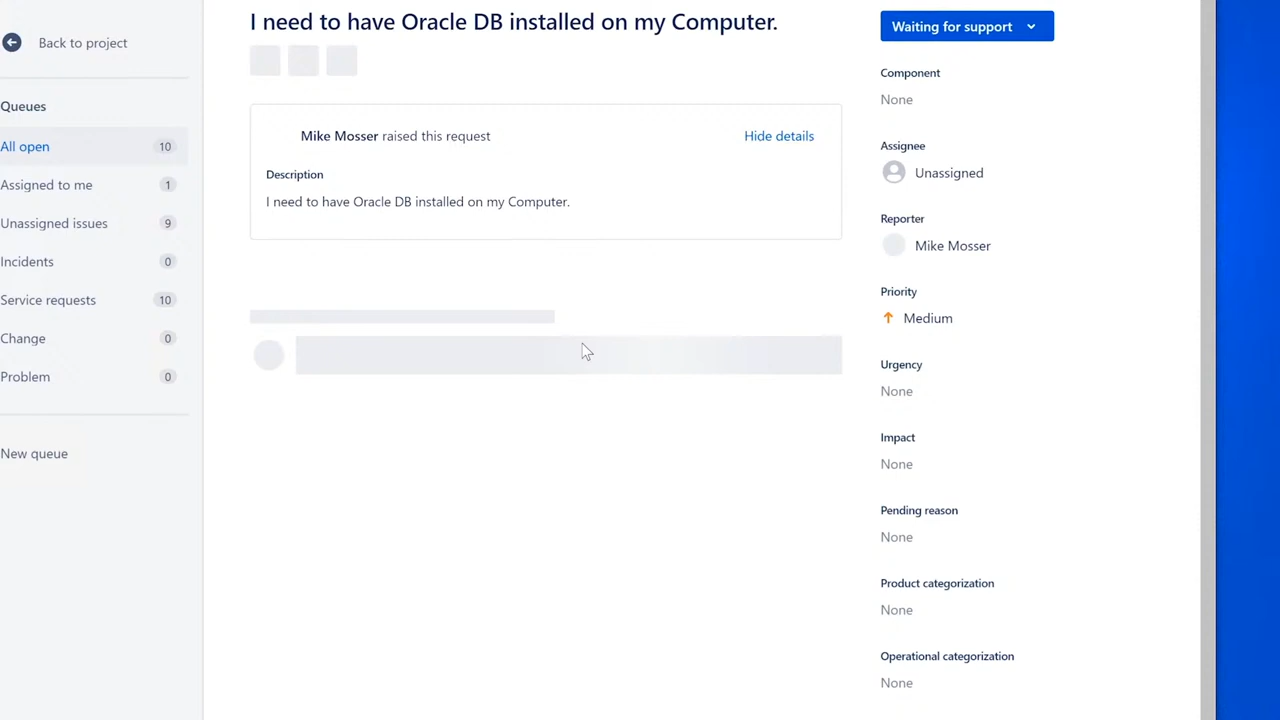 Back to project
Queues
All open 10
Assigned to me 1
Unassigned issues 9
Incidents 0
Service requests 10
Change 0
Problem 0
New queue
I need to have Oracle DB installed on my Computer.
Mike Mosser raised this request
Hide details
Description
I need to have Oracle DB installed on my Computer.
Waiting for support
Component
None
Assignee
Unassigned
Reporter
Mike Mosser
Priority
Medium
Urgency
None
Impact
None
Pending reason
None
Product categorization
None
Operational categorization
None